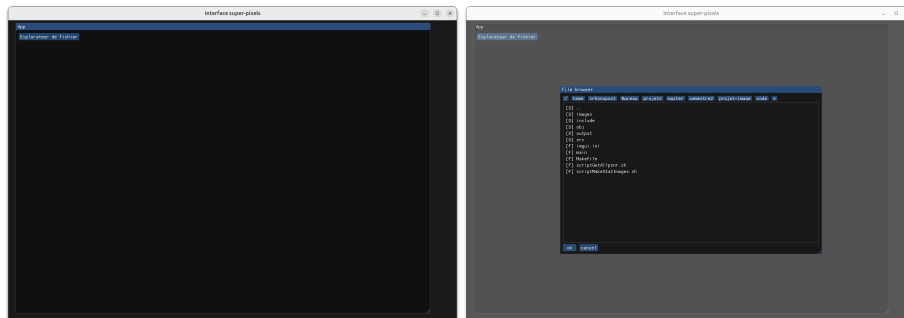 Interface super-pixels
App
Explorateur de fichier
Interface super-pixels
App
Explorateur de fichier
file browser
/ home orhanspost Bureau projets master semestre2 projet-image code +
[D] ..
[D] images
[D] include
[D] obj
[D] output
[D] src
[F] imgui.ini
[F] main
[F] Makefile
[F] scriptGetAllpsnr.sh
[F] scriptMakeStatImages.sh
ok cancel